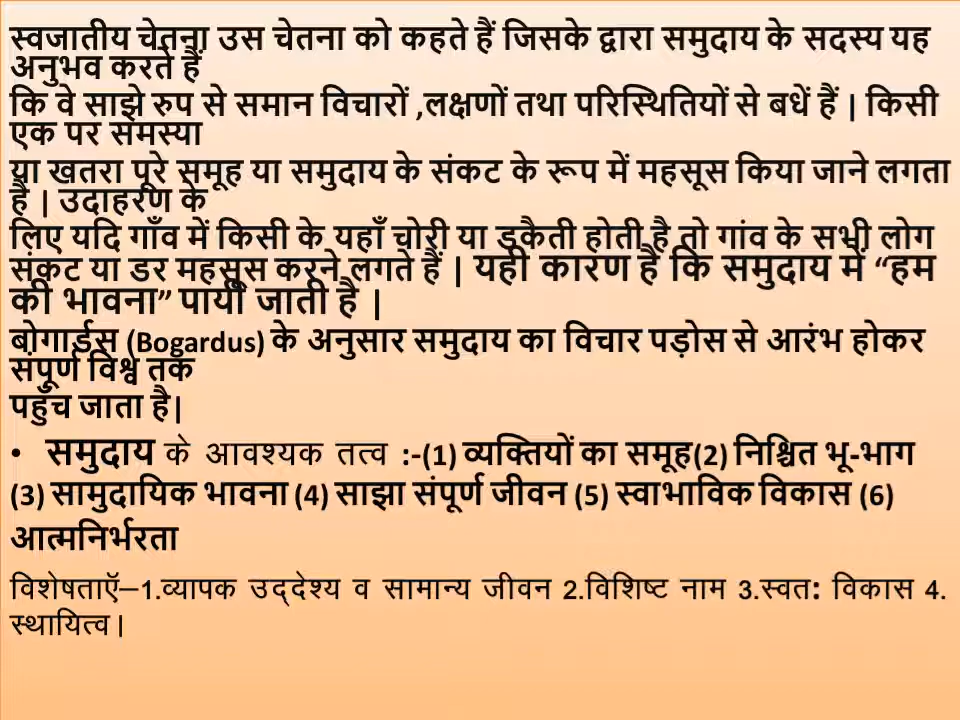 स्वजातीय चेतना उस चेतना को कहते हैं जिसके द्वारा समुदाय के सदस्य यह
अनुभव करते हैं
कि वे साझे रुप से समान विचारों ,लक्षणों तथा परिस्थितियों से बधें हैं | किसी
एक पर समस्या
या खतरा पूरे समूह या समुदाय के संकट के रूप में महसूस किया जाने लगता
है | उदाहरण के
लिए यदि गाँव में किसी के यहाँ चोरी या डकैती होती है तो गांव के सभी लोग
संकट या डर महसूस करने लगते हैं | यही कारण है कि समुदाय में “हम
की भावना” पायी जाती है |
बोगार्डस (Bogardus) के अनुसार समुदाय का विचार पड़ोस से आरंभ होकर
संपूर्ण विश्व तक
पहुँच जाता है|
• समुदाय के आवश्यक तत्व :-(1) व्यक्तियों का समूह(2) निश्चित भू-भाग
(3) सामुदायिक भावना (4) साझा संपूर्ण जीवन (5) स्वाभाविक विकास (6)
आत्मनिर्भरता
विशेषताऍ–1.व्यापक उद्देश्य व सामान्य जीवन 2.विशिष्ट नाम 3.स्वत: विकास 4.
स्थायित्व।